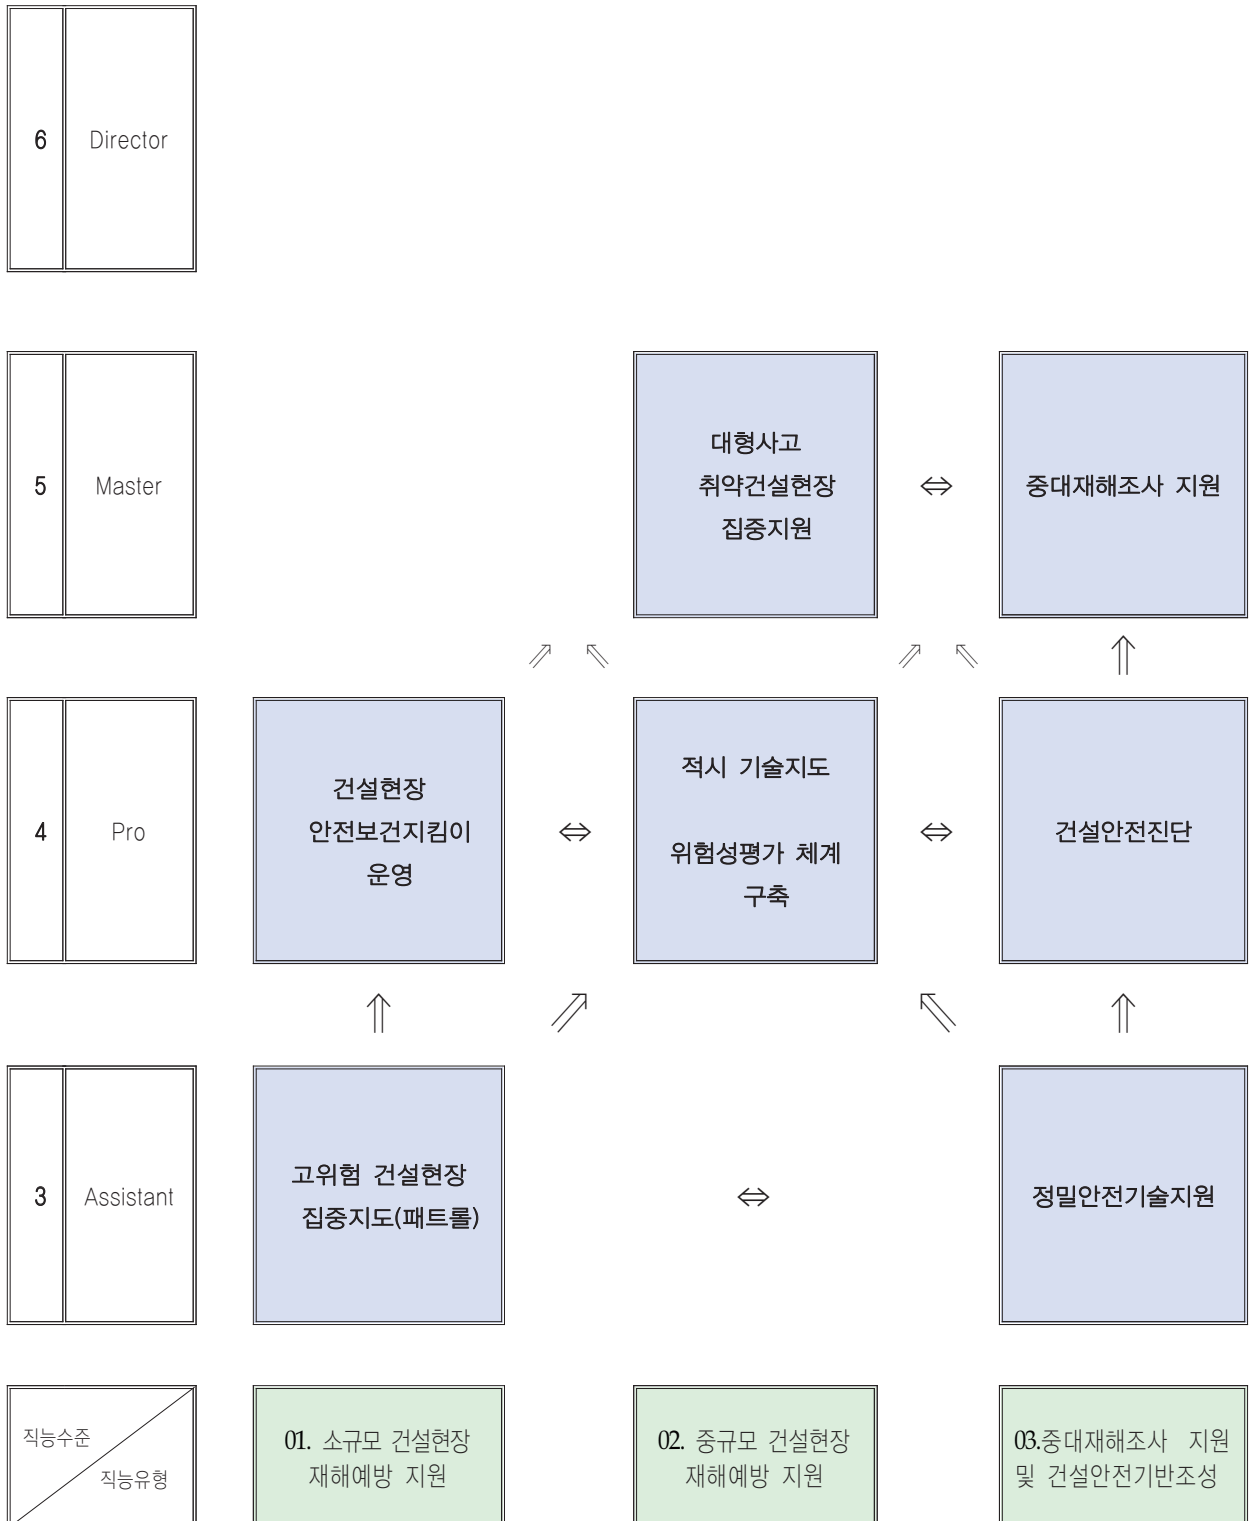 6 Director
5 Master
대형사고
취약건설현장
집중지원
⇔
중대재해조사 지원
⇗ ⇖ ⇗ ⇖ ⇑
4 Pro
건설현장
안전보건지킴이
운영
⇔
적시 기술지도
위험성평가 체계
구축
⇔
건설안전진단
⇑ ⇗ ⇖ ⇑
3 Assistant
고위험 건설현장
집중지도(패트롤)
⇔
정밀안전기술지원
직능수준
직능유형
01. 소규모 건설현장
재해예방 지원
02. 중규모 건설현장
재해예방 지원
03.중대재해조사 지원
및 건설안전기반조성